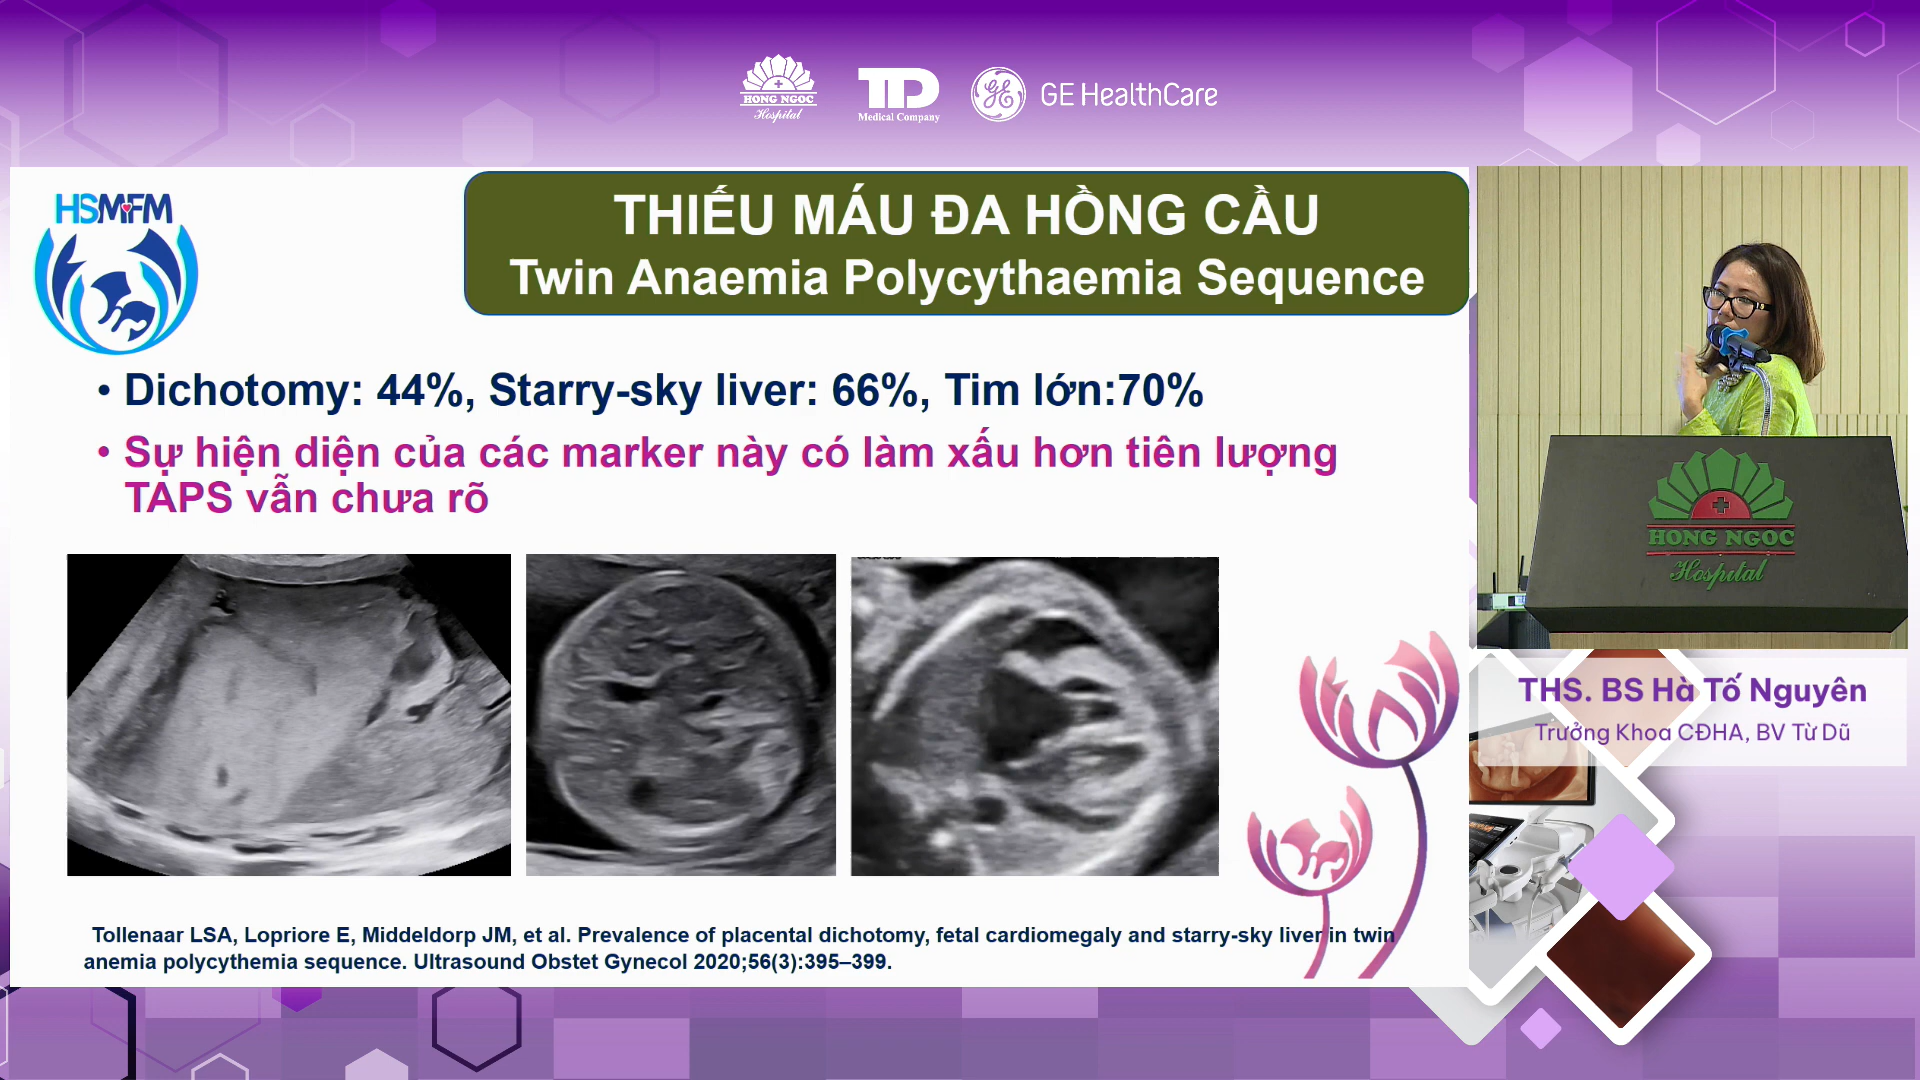 HONG NGOC
Hospital
TD
Medical Company
GE HealthCare
HSMFM
THIẾU MÁU ĐA HỒNG CẦU
Twin Anaemia Polycythaemia Sequence
• Dichotomy: 44%, Starry-sky liver: 66%, Tim lớn:70%
• Sự hiện diện của các marker này có làm xấu hơn tiên lượng
TAPS vẫn chưa rõ
Tollenaar LSA, Lopriore E, Middeldorp JM, et al. Prevalence of placental dichotomy, fetal cardiomegaly and starry-sky liver in twin
anemia polycythemia sequence. Ultrasound Obstet Gynecol 2020;56(3):395–399.
HONG NGOC
Hospital
THS. BS Hà Tố Nguyên
Trưởng Khoa CĐHA, BV Từ Dũ